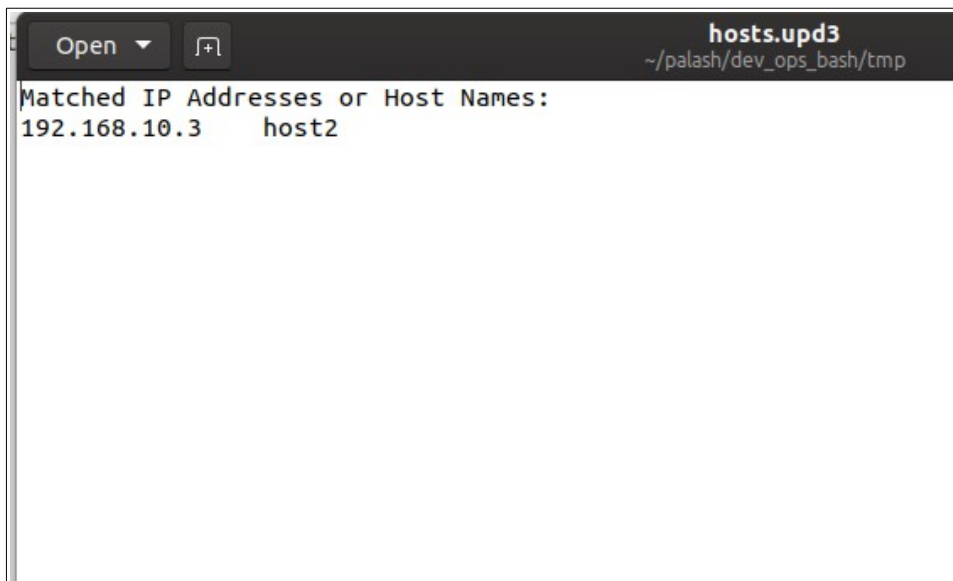 Open
hosts.upd3
~/palash/dev_ops_bash/tmp
Matched IP Addresses or Host Names:
192.168.10.3    host2